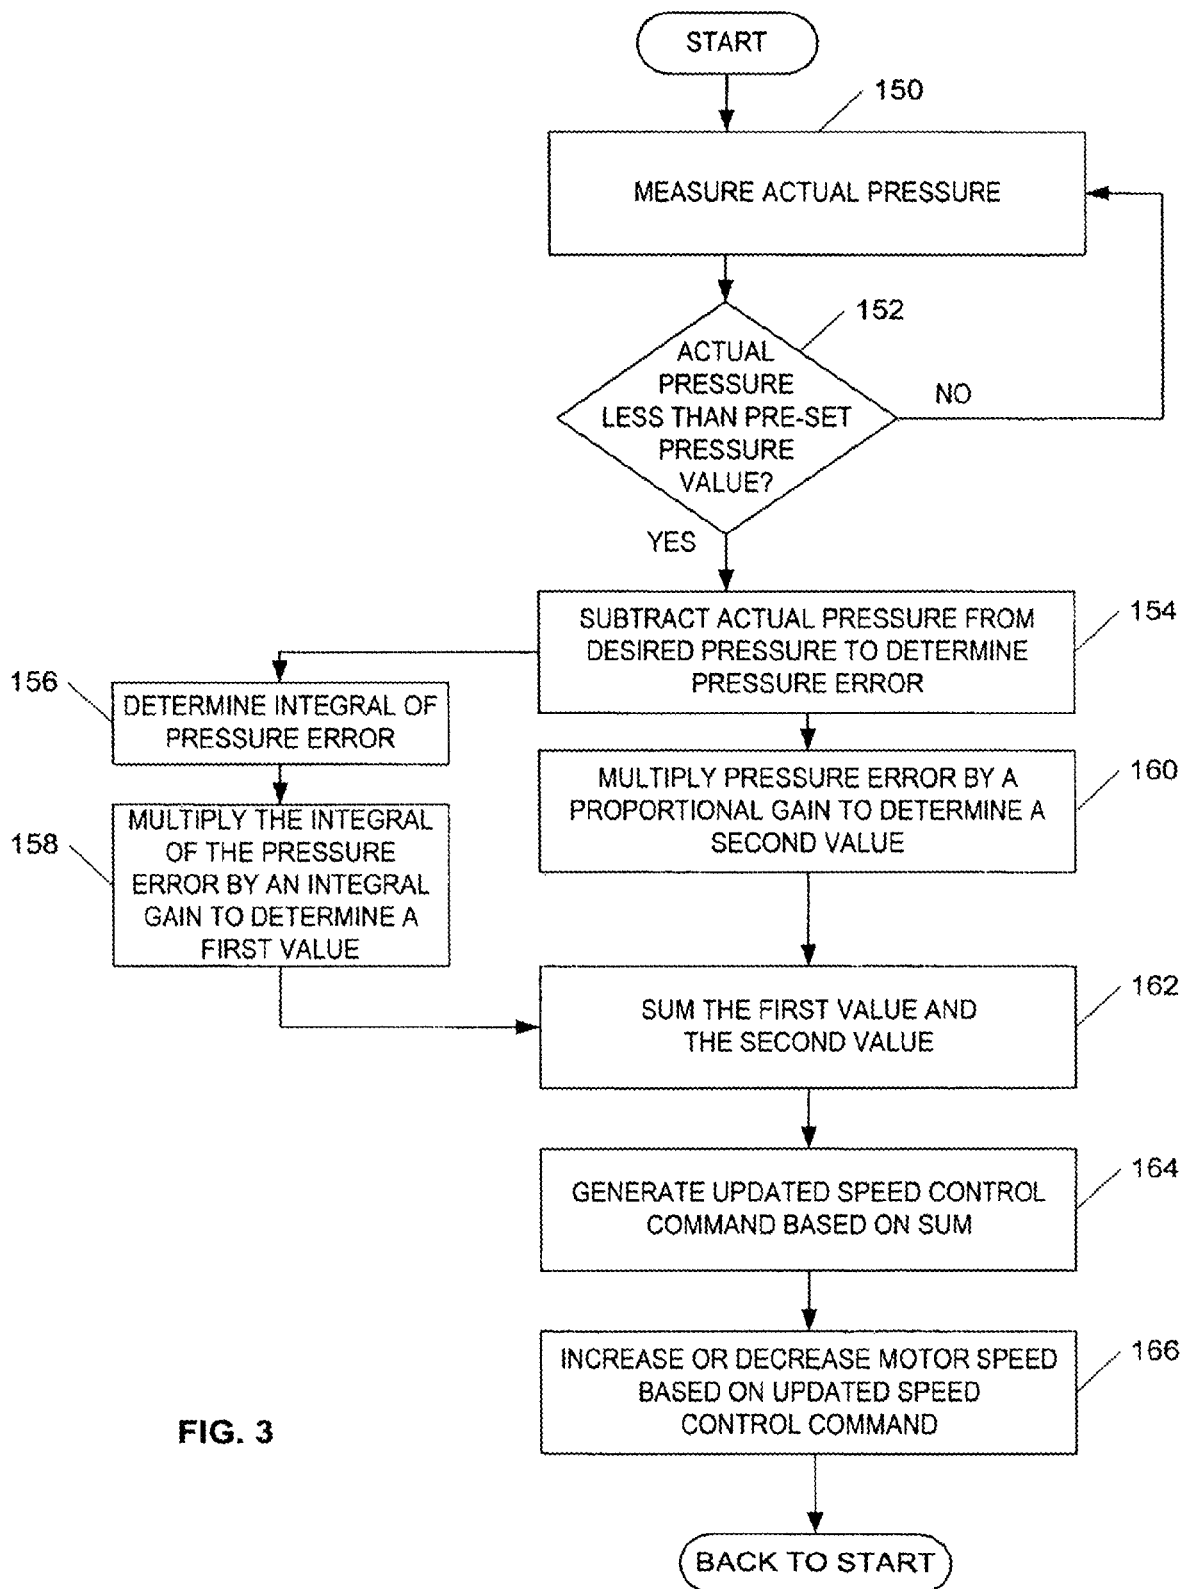 START
150
MEASURE ACTUAL PRESSURE
152
ACTUAL
PRESSURE
LESS THAN PRE-SET
PRESSURE
VALUE?
NO
YES
154
SUBTRACT ACTUAL PRESSURE FROM
DESIRED PRESSURE TO DETERMINE
PRESSURE ERROR
156
DETERMINE INTEGRAL OF
PRESSURE ERROR
160
MULTIPLY PRESSURE ERROR BY A
PROPORTIONAL GAIN TO DETERMINE A
SECOND VALUE
158
MULTIPLY THE INTEGRAL
OF THE PRESSURE
ERROR BY AN INTEGRAL
GAIN TO DETERMINE A
FIRST VALUE
162
SUM THE FIRST VALUE AND
THE SECOND VALUE
164
GENERATE UPDATED SPEED CONTROL
COMMAND BASED ON SUM
166
INCREASE OR DECREASE MOTOR SPEED
BASED ON UPDATED SPEED
CONTROL COMMAND
FIG. 3
BACK TO START